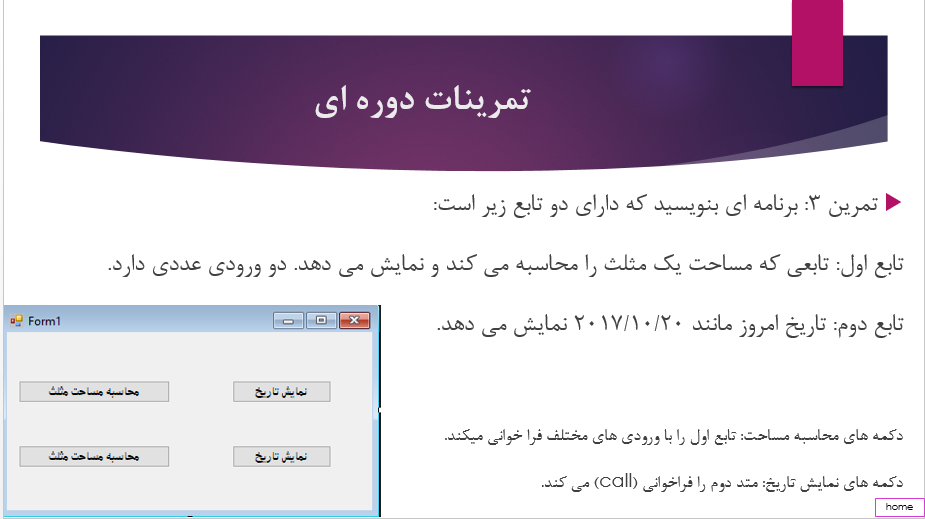 تمرینات دوره ای
تمرین ۳: برنامه ای بنویسید که دارای دو تابع زیر است:
تابع اول: تابعی که مساحت یک مثلث را محاسبه می کند و نمایش می دهد. دو ورودی عددی دارد.
تابع دوم: تاریخ امروز مانند ۲۰۱۷/۱۰/۲۰ نمایش می دهد.
Form1
محاسبه مساحت مثلث
نمایش تاریخ
محاسبه مساحت مثلث
نمایش تاریخ
دکمه های محاسبه مساحت: تابع اول را با ورودی های مختلف فرا خوانی میکند.
دکمه های نمایش تاریخ: متد دوم را فراخوانی (call) می کند.
home